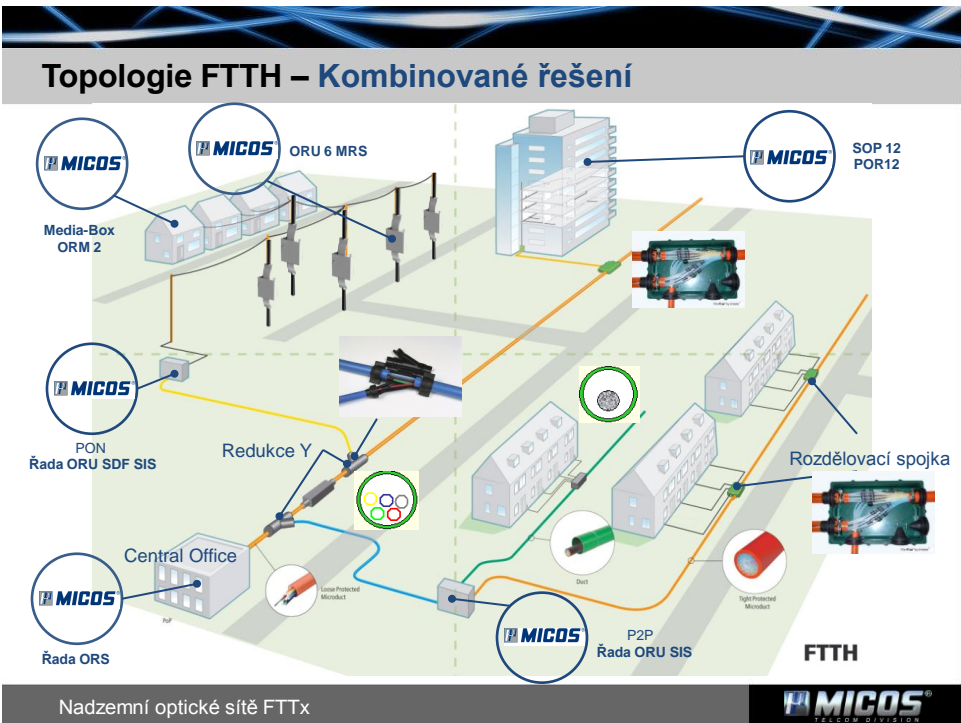 Topologie FTTH – Kombinované řešení
MICOS
MICOS
ORU 6 MRS
MICOS
SOP 12
POR12
Media-Box
ORM 2
MICOS
PON
Řada ORU SDF SIS
Redukce Y
Rozdělovací spojka
Central Office
Loose Protected
Microduct
Duct
Tight Protected
Microduct
MICOS
PoP
Řada ORS
MICOS
P2P
Řada ORU SIS
FTTH
Nadzemní optické sítě FTTx
MICOS®
TELCOM DIVISION